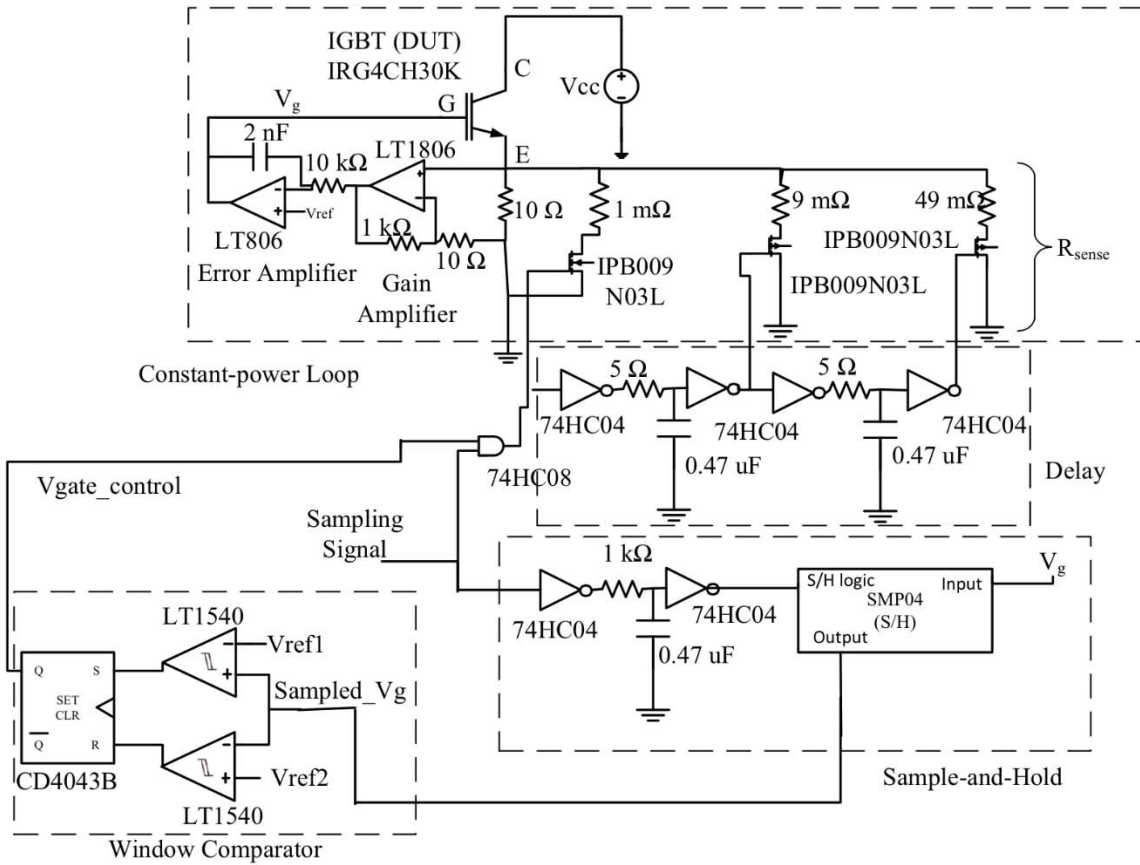 IGBT (DUT)
IRG4CH30K
C
Vcc
+
-
G
Vg
2 nF
LT1806
E
10 kΩ
+
-
-
+
Vref
LT806
Error Amplifier
1 kΩ
10 Ω
Gain
Amplifier
10 Ω
1 mΩ
IPB009
N03L
9 mΩ
49 mΩ
IPB009N03L
IPB009N03L
Rsense
Constant-power Loop
5 Ω
5 Ω
74HC04
74HC04
74HC04
0.47 uF
0.47 uF
Delay
74HC08
Vgate_control
Sampling
Signal
1 kΩ
74HC04
74HC04
0.47 uF
S/H logic
Input
SMP04
(S/H)
Output
Vg
Sample-and-Hold
LT1540
-
+
Vref1
Sampled_Vg
Q
S
SET
CLR
Q
R
-
+
Vref2
CD4043B
LT1540
Window Comparator